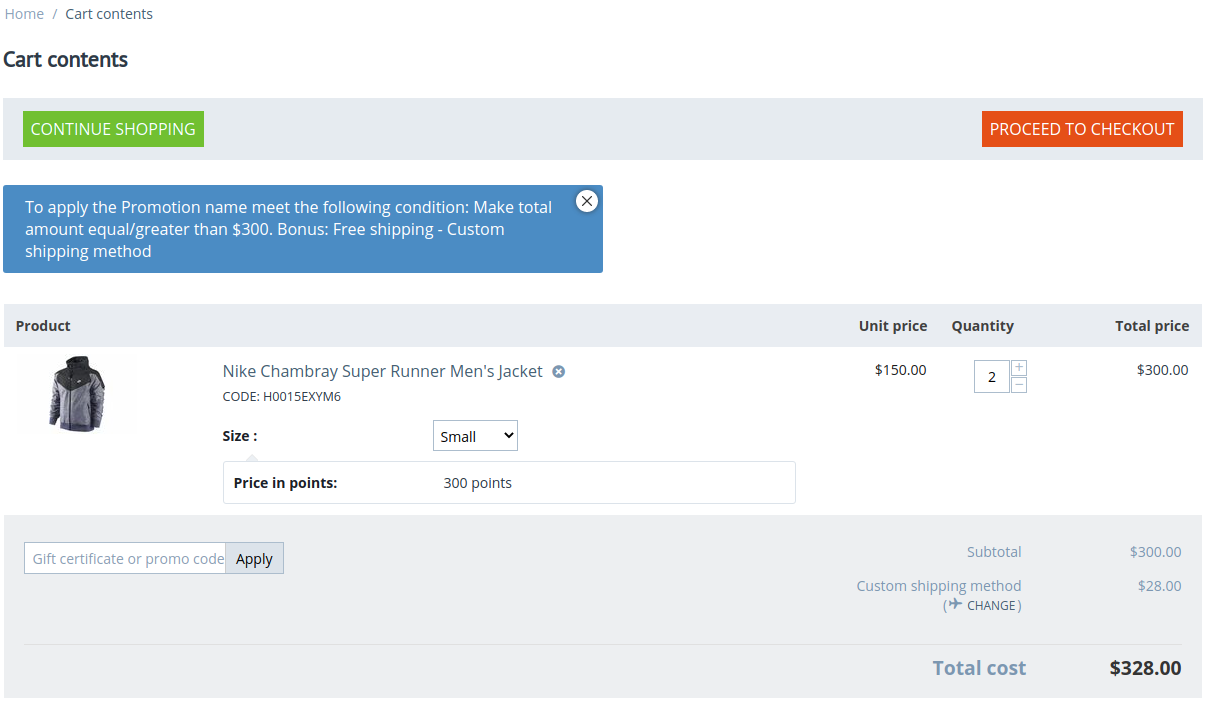 Home / Cart contents
Cart contents
CONTINUE SHOPPING
PROCEED TO CHECKOUT
To apply the Promotion name meet the following condition: Make total
amount equal/greater than $300. Bonus: Free shipping - Custom
shipping method
Product Unit price Quantity Total price
Nike Chambray Super Runner Men's Jacket $150.00 2 $300.00
CODE: H0015EXYM6
Size : Small
Price in points: 300 points
Gift certificate or promo code Apply
Subtotal $300.00
Custom shipping method $28.00
(CHANGE)
Total cost $328.00